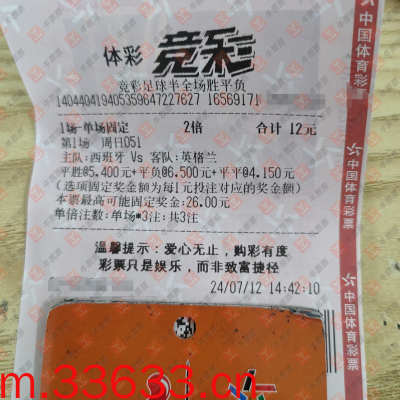 体彩 竞彩
竞彩足球半全场胜平负
14044041940535964722762 7 16569171
1场-单场固定 2倍 合计 12元
第1场 周日051
主队:西班牙 Vs 客队:英格兰
平胜@5.400元+平负@6.500元+平平@4.150元
(选项固定奖金额为每1元投注对应的奖金额)
本票最高可能固定奖金:26.00元
单倍注数:单场*3注:共3注
温馨提示:爱心无止,购彩有度
彩票只是娱乐,而非致富捷径
24/07/12 14:42:10
中国体育彩票
中国体育彩票
m.33633.cn